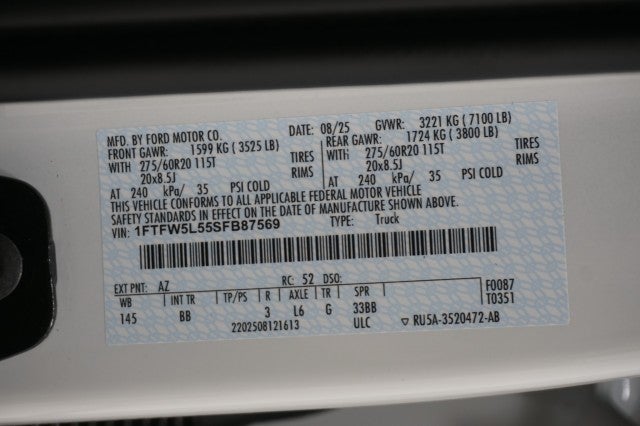 MFD. BY FORD MOTOR CO. DATE: 08/25 GVWR: 3221 KG ( 7100 LB)
FRONT GAWR: 1599 KG ( 3525 LB) REAR GAWR: 1724 KG ( 3800 LB)
WITH 275/60R20 115T TIRES WITH 275/60R20 115T TIRES
20x8.5J RIMS 20x8.5J RIMS
AT 240 kPa/ 35 PSI COLD AT 240 kPa/ 35 PSI COLD
THIS VEHICLE CONFORMS TO ALL APPLICABLE FEDERAL MOTOR VEHICLE
SAFETY STANDARDS IN EFFECT ON THE DATE OF MANUFACTURE SHOWN ABOVE.
VIN: 1FTFW5L55SFB87569 TYPE: Truck
EXT PNT: AZ RC: 52 DSO: F0087
WB INT TR TP/PS R AXLE TR SPR T0351
145 BB 3 L6 G 33BB
2202508121613 ULC ▽ RU5A-3520472-AB